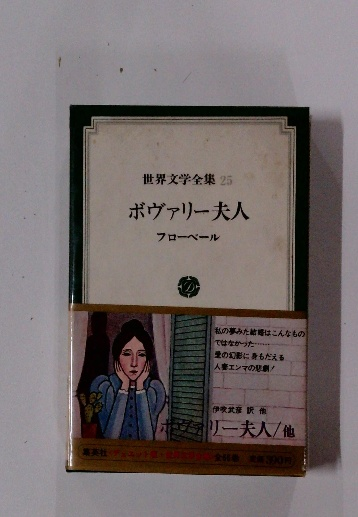 世界文学全集 25
ボヴァリー夫人
フローベール
D
私の夢みた結婚はこんなもの
ではなかった……
愛の幻影に身もだえる
人妻エンマの悲劇!
伊吹武彦 訳 他
ボヴァリー夫人/他
集英社